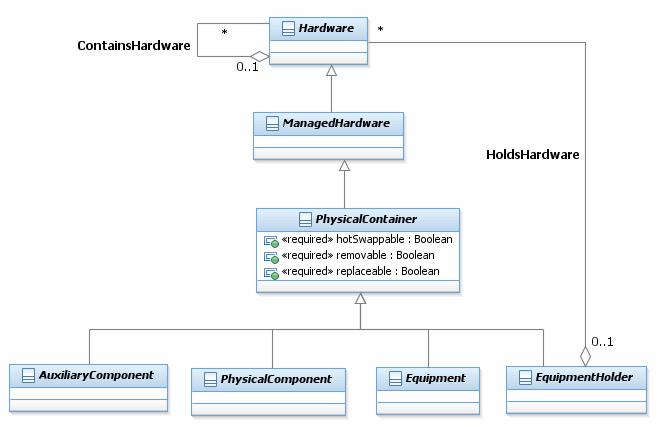 Hardware
*
*
ContainsHardware
0..1
ManagedHardware
HoldsHardware
PhysicalContainer
«required» hotSwappable : Boolean
«required» removable : Boolean
«required» replaceable : Boolean
0..1
AuxiliaryComponent
PhysicalComponent
Equipment
EquipmentHolder